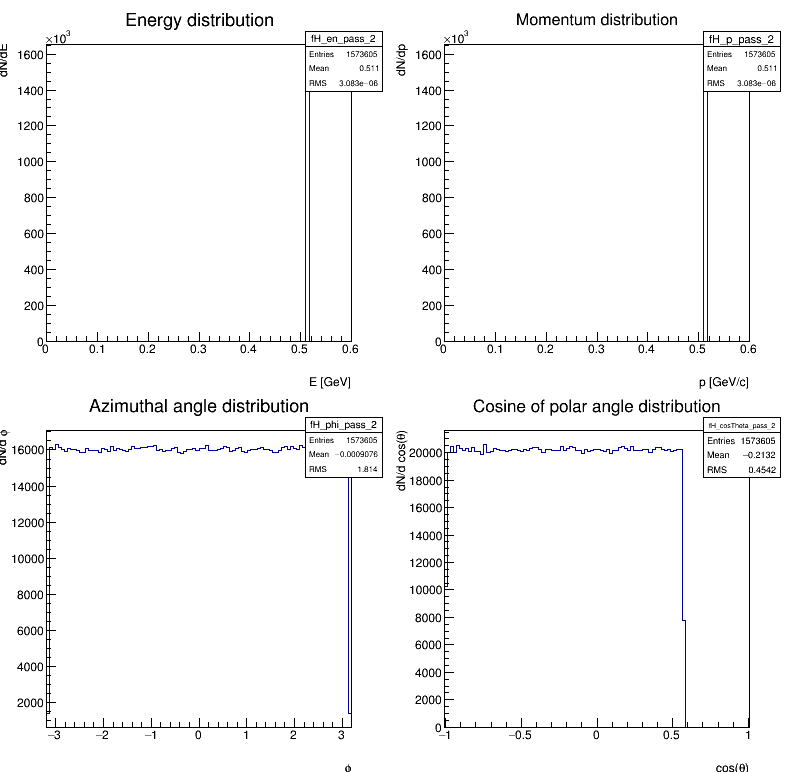 Energy distribution
×10³
dN/dE
fH_en_pass_2
Entries 1573605
Mean 0.511
RMS 3.083e−06
1600
1400
1200
1000
800
600
400
200
0
0 0.1 0.2 0.3 0.4 0.5 0.6
E [GeV]
Momentum distribution
×10³
dN/dp
fH_p_pass_2
Entries 1573605
Mean 0.511
RMS 3.083e−06
1600
1400
1200
1000
800
600
400
200
0
0 0.1 0.2 0.3 0.4 0.5 0.6
p [GeV/c]
Azimuthal angle distribution
dN/d ϕ
fH_phi_pass_2
Entries 1573605
Mean −0.0009076
RMS 1.814
16000
14000
12000
10000
8000
6000
4000
2000
−3 −2 −1 0 1 2 3
ϕ
Cosine of polar angle distribution
dN/d cos(θ)
fH_cosTheta_pass_2
Entries 1573605
Mean −0.2132
RMS 0.4542
20000
18000
16000
14000
12000
10000
8000
6000
4000
2000
0
−1 −0.5 0 0.5 1
cos(θ)